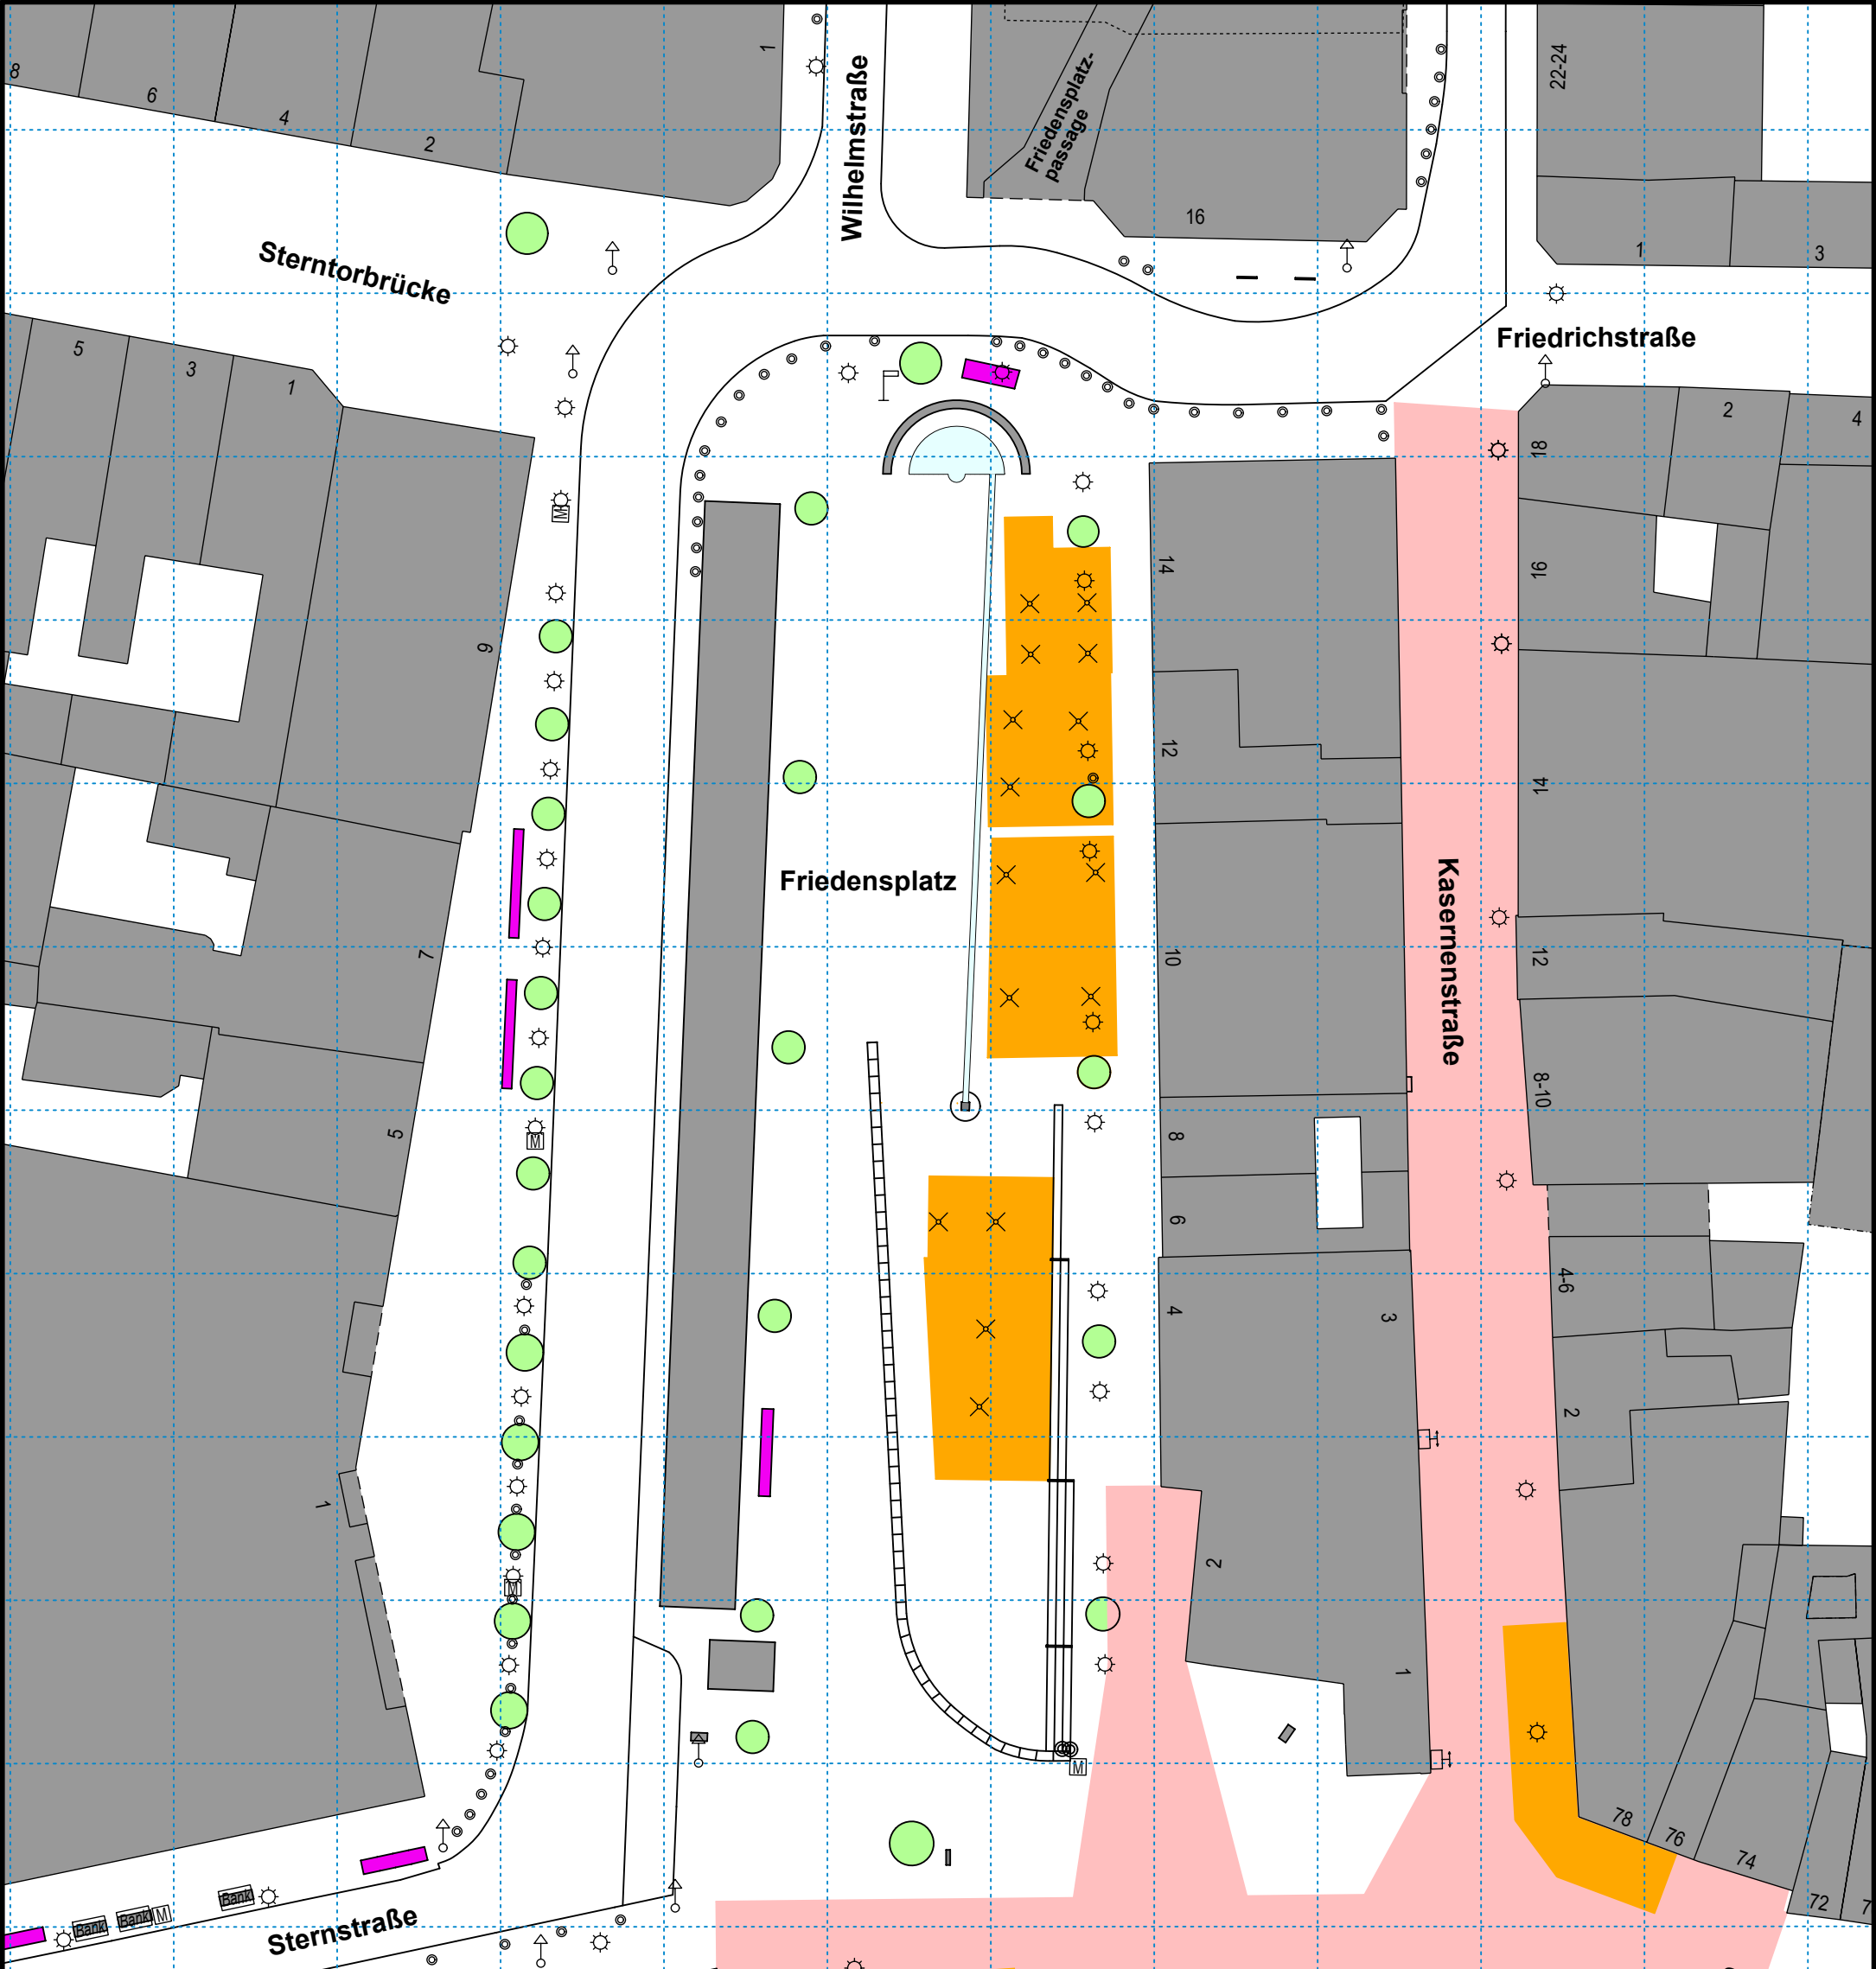 8
6
4
2
1
Wilhelmstraße
Friedensplatz-
passage
16
22-24
1
3
Sterntorbrücke
Friedrichstraße
5
3
1
2
4
18
M
14
16
9
12
14
Friedensplatz
Kasernenstraße
7
10
12
8-10
5
M
8
6
4-6
4
3
2
1
2
M
1
M
78
76
74
72
7
Bank
Bank
Bank
M
Sternstraße